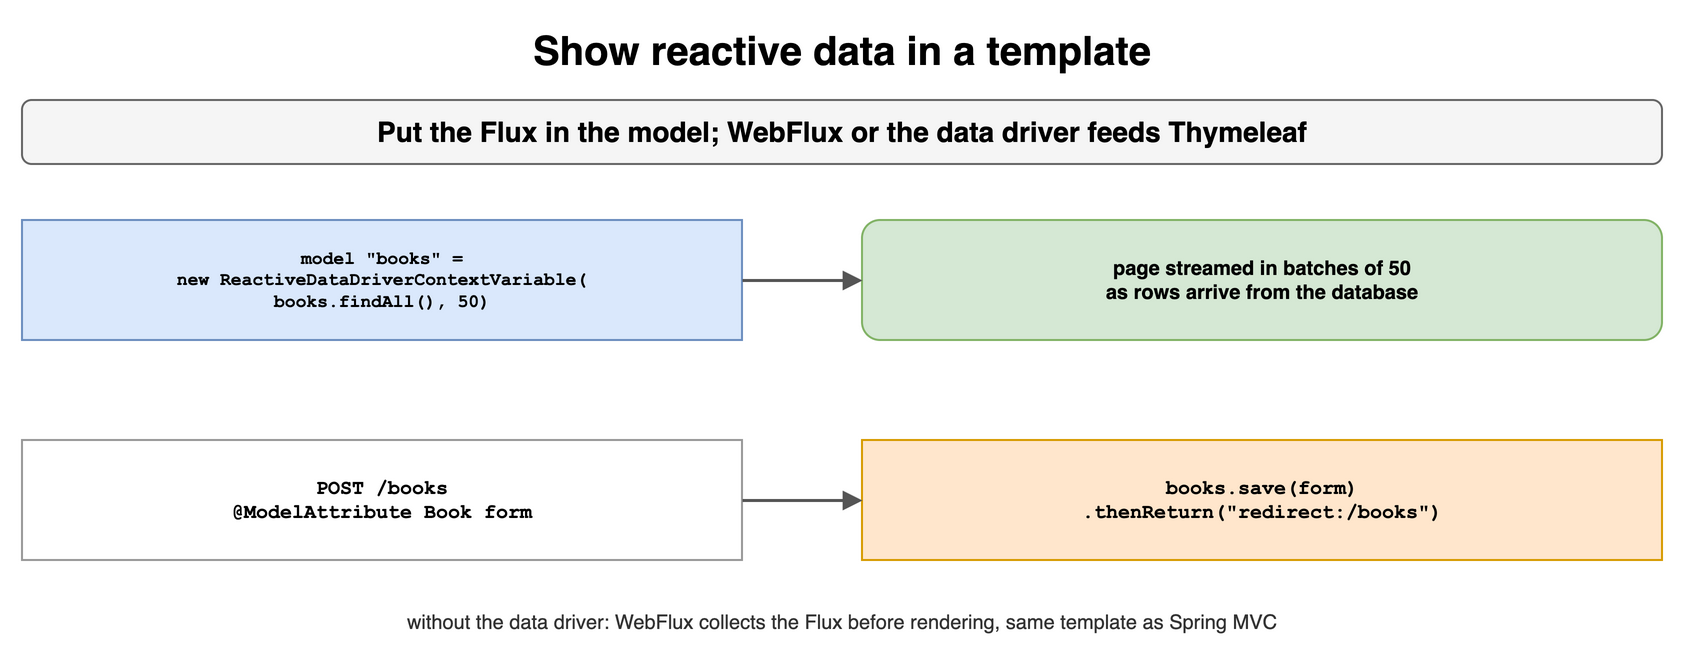 Show reactive data in a template
Put the Flux in the model; WebFlux or the data driver feeds Thymeleaf
model "books" =
new ReactiveDataDriverContextVariable(
books.findAll(), 50)
page streamed in batches of 50
as rows arrive from the database
POST /books
@ModelAttribute Book form
books.save(form)
.thenReturn("redirect:/books")
without the data driver: WebFlux collects the Flux before rendering, same template as Spring MVC